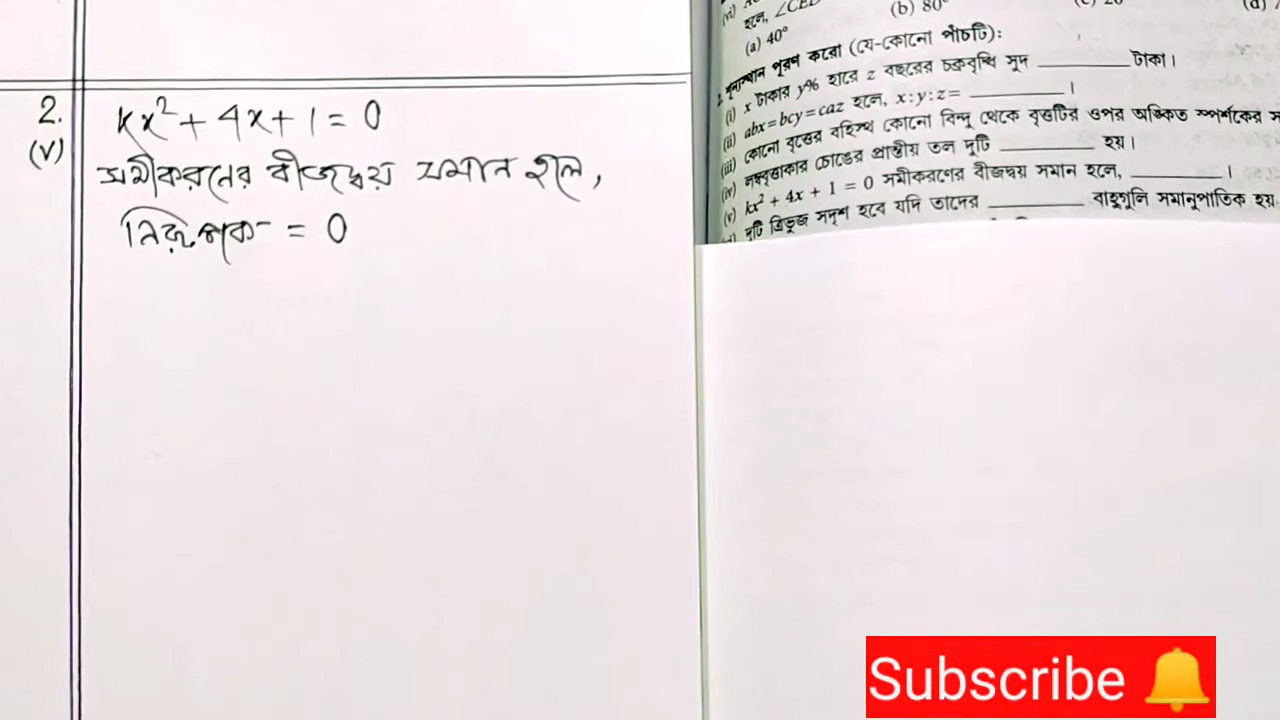 2.
(v)
kx² + 4x + 1 = 0
সমীকরনের বীজদ্বয় সমান হলে,
নিরূপক = 0
হলে, ∠CED
(b) 80°
(a) 40°
শূন্যস্থান পূরণ করো (যে-কোনো পাঁচটি):
(i) x টাকার y% হারে z বছরের চক্রবৃদ্ধি সুদ ________ টাকা।
(ii) abx=bcy=caz হলে, x:y:z= ________ ।
(iii) কোনো বৃত্তের বহিস্থ কোনো বিন্দু থেকে বৃত্তটির ওপর অঙ্কিত স্পর্শকের
(iv) লম্ববৃত্তাকার চোঙের প্রান্তীয় তল দুটি ________ হয়।
(v) kx² + 4x + 1 = 0 সমীকরণের বীজদ্বয় সমান হলে, ________ ।
দুটি ত্রিভুজ সদৃশ হবে যদি তাদের ________ বাহুগুলি সমানুপাতিক হয়
Subscribe